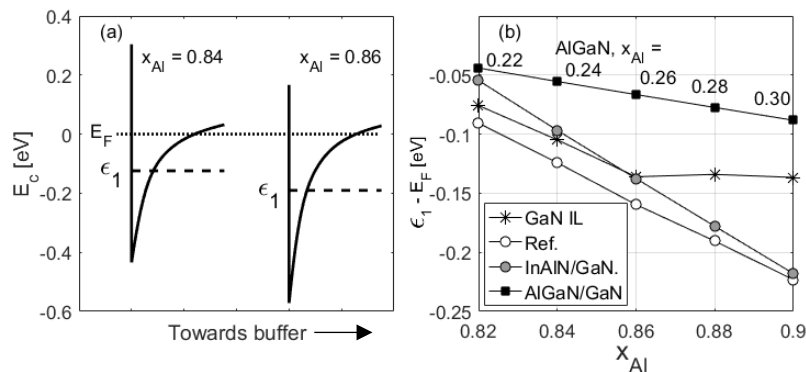 (a)
x_Al = 0.84
x_Al = 0.86
0.4
0.2
0
-0.2
-0.4
-0.6
E_c [eV]
E_F
ϵ_1
ϵ_1
Towards buffer
(b)
AlGaN, x_Al =
0.22
0.24
0.26
0.28
0.30
-0.05
-0.1
-0.15
-0.2
-0.25
ϵ_1 - E_F [eV]
GaN IL
Ref.
InAlN/GaN.
AlGaN/GaN
0.82
0.84
0.86
0.88
0.9
x_Al